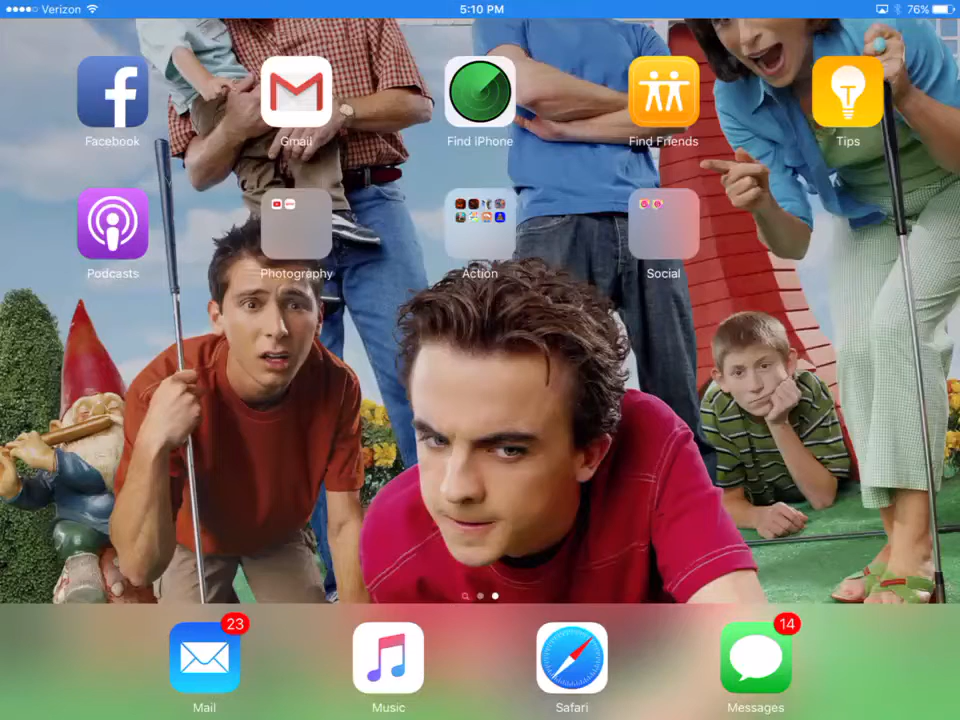 Verizon 5:10 PM 76%
Facebook Gmail Find iPhone Find Friends Tips
Podcasts Photography Action Social
23 14
Mail Music Safari Messages